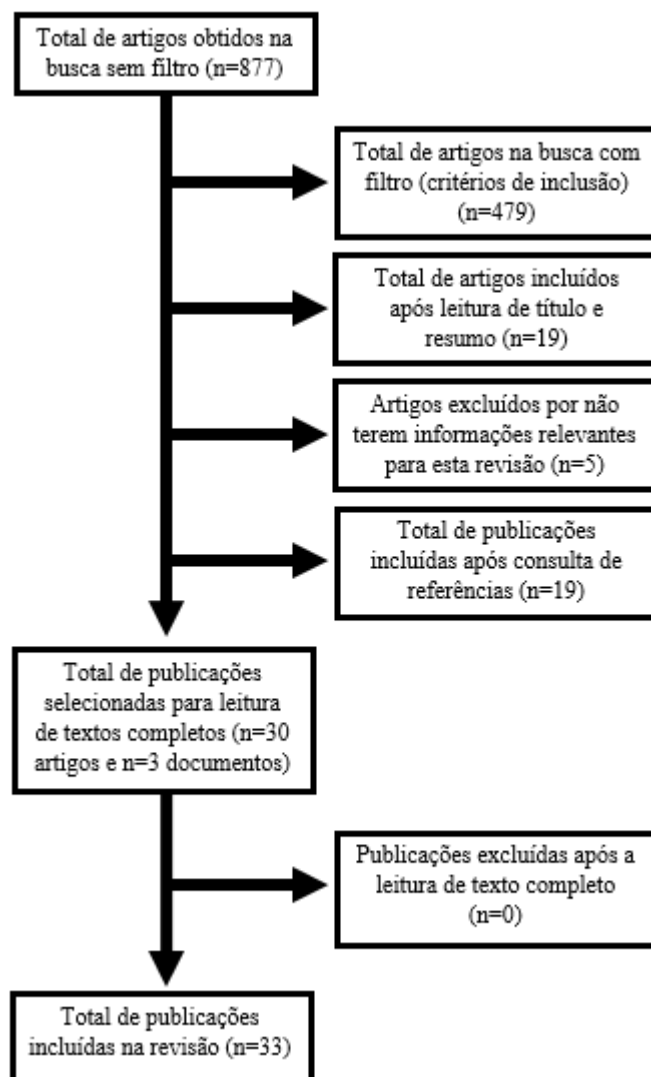 Total de artigos obtidos na
busca sem filtro (n=877)
Total de artigos na busca com
filtro (critérios de inclusão)
(n=479)
Total de artigos incluídos
após leitura de título e
resumo (n=19)
Artigos excluídos por não
terem informações relevantes
para esta revisão (n=5)
Total de publicações
incluídas após consulta de
referências (n=19)
Total de publicações
selecionadas para leitura
de textos completos (n=30
artigos e n=3 documentos)
Publicações excluídas após a
leitura de texto completo
(n=0)
Total de publicações
incluídas na revisão (n=33)